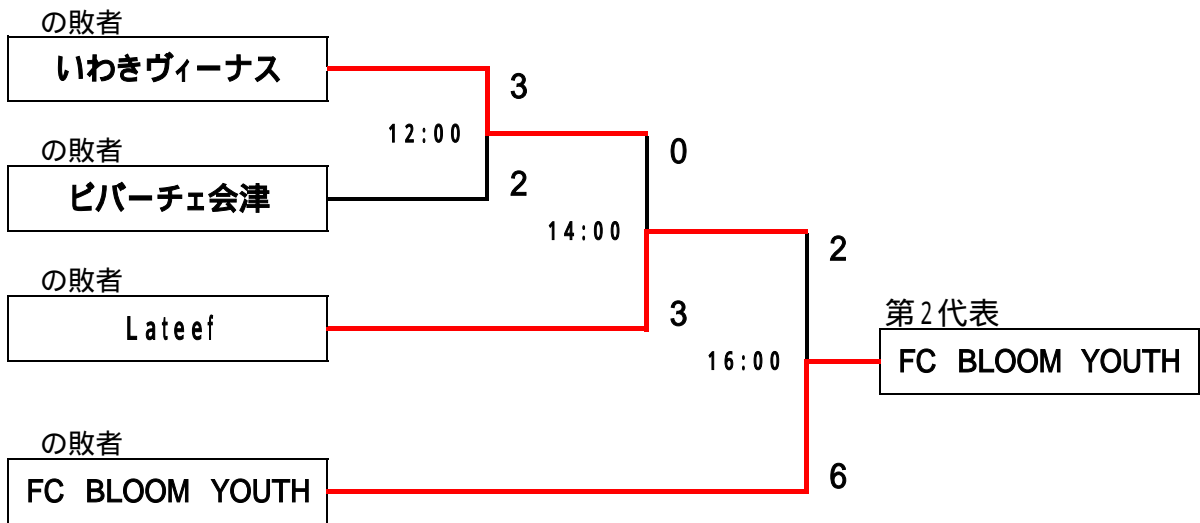 の敗者
いわきヴィーナス
3
12:00
0
の敗者
ビバーチェ会津
2
14:00
2
の敗者
Lateef
3
第2代表
FC BLOOM YOUTH
16:00
の敗者
FC BLOOM YOUTH
6